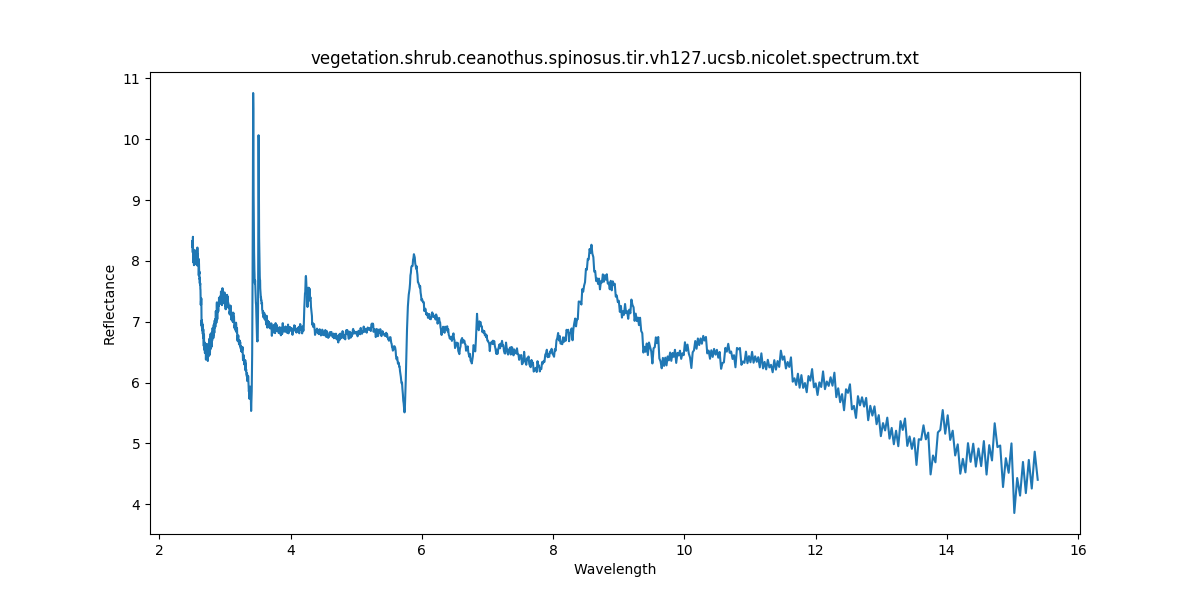 vegetation.shrub.ceanothus.spinosus.tir.vh127.ucsb.nicolet.spectrum.txt
11
10
9
8
7
6
5
4
Reflectance
2 4 6 8 10 12 14 16
Wavelength